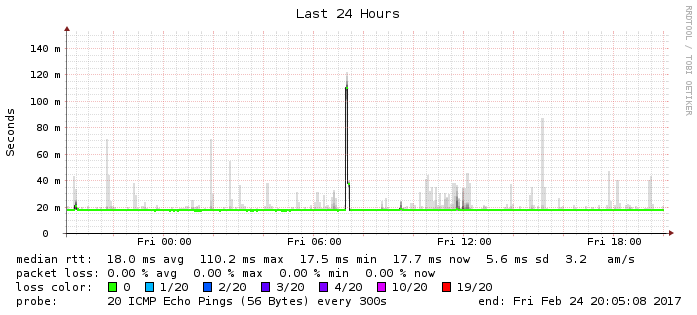 Last 24 Hours
RRDTOOL / TOBI OETIKER
Seconds
140 m
120 m
100 m
80 m
60 m
40 m
20 m
0
Fri 00:00 Fri 06:00 Fri 12:00 Fri 18:00
median rtt: 18.0 ms avg 110.2 ms max 17.5 ms min 17.7 ms now 5.6 ms sd 3.2 am/s
packet loss: 0.00 % avg 0.00 % max 0.00 % min 0.00 % now
loss color: 0 1/20 2/20 3/20 4/20 10/20 19/20
probe: 20 ICMP Echo Pings (56 Bytes) every 300s end: Fri Feb 24 20:05:08 2017